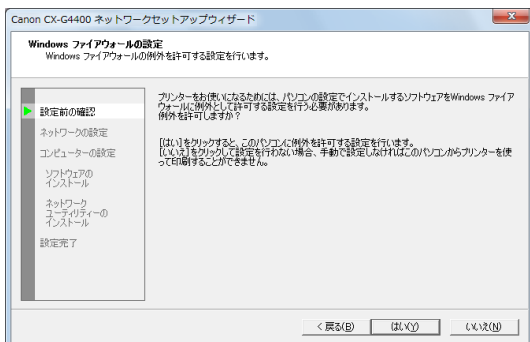 Canon CX-G4400 ネットワークセットアップウィザード
Windows ファイアウォールの設定
Windows ファイアウォールの例外を許可する設定を行います。
設定前の確認
ネットワークの設定
コンピューターの設定
ソフトウェアの
インストール
ネットワーク
ユーティリティーの
インストール
設定完了
プリンターをお使いになるためには、パソコンの設定でインストールするソフトウェアをWindows ファイア
ウォールに例外として許可する設定を行う必要があります。
例外を許可しますか？
[はい]をクリックすると、このパソコンに例外を許可する設定を行います。
[いいえ]をクリックして設定を行わない場合、手動で設定しなければこのパソコンからプリンターを使
って印刷することができません。
< 戻る(B)
はい(Y)
いいえ(N)